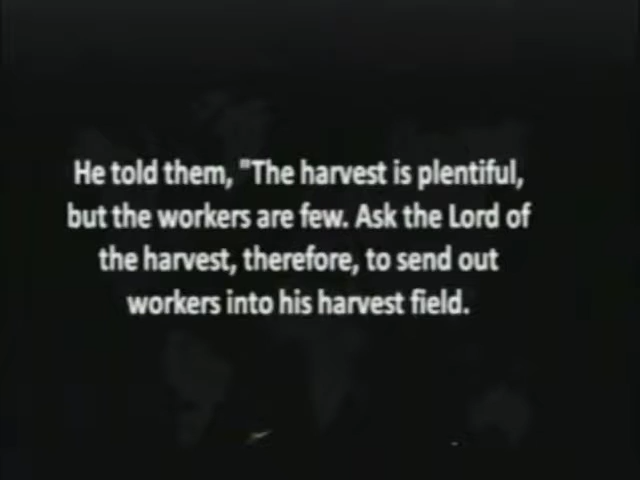 He told them, "The harvest is plentiful,
but the workers are few. Ask the Lord of
the harvest, therefore, to send out
workers into his harvest field.